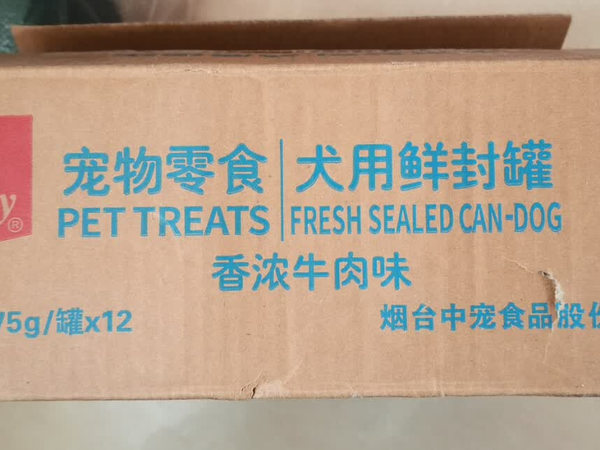 宠物零食 犬用鲜封罐
PET TREATS FRESH SEALED CAN-DOG
y®
香浓牛肉味
75g/罐x12 烟台中宠食品股份